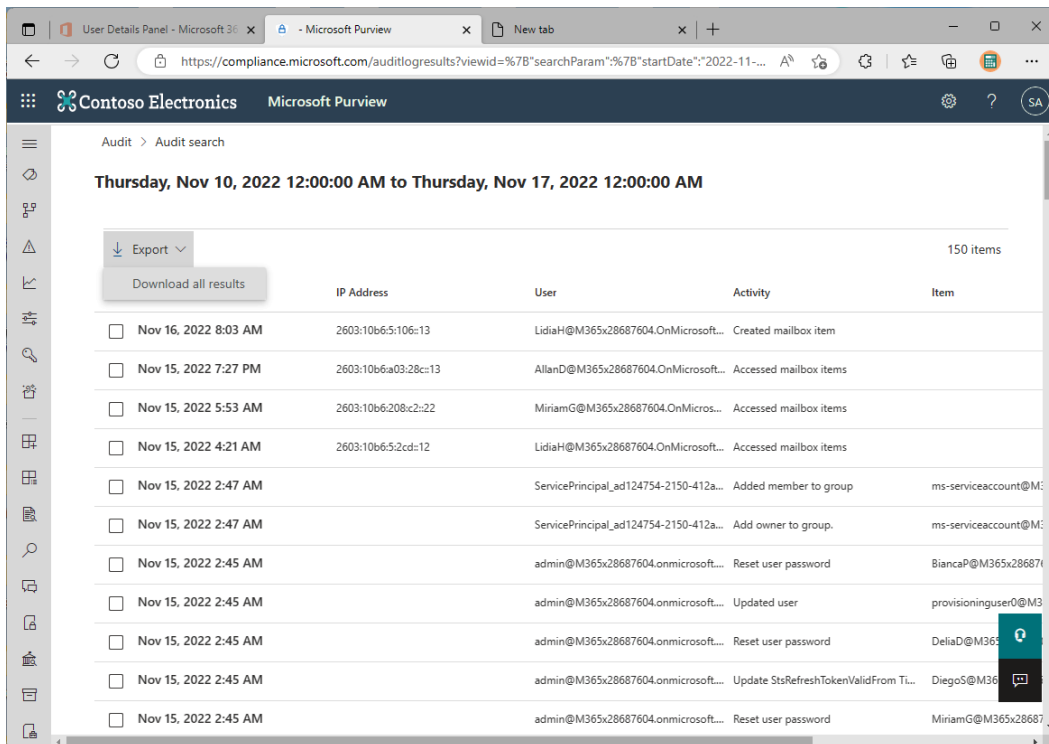 User Details Panel - Microsoft 36
- Microsoft Purview
New tab
https://compliance.microsoft.com/auditlogresults?viewid=%7B"searchParam":%7B"startDate":"2022-11-...
Contoso Electronics Microsoft Purview SA
Audit > Audit search
Thursday, Nov 10, 2022 12:00:00 AM to Thursday, Nov 17, 2022 12:00:00 AM
Export 150 items
Download all results
IP Address User Activity Item
Nov 16, 2022 8:03 AM 2603:10b6:5:106::13 LidiaH@M365x28687604.OnMicrosoft... Created mailbox item
Nov 15, 2022 7:27 PM 2603:10b6:a03:28c::13 AllanD@M365x28687604.OnMicrosoft... Accessed mailbox items
Nov 15, 2022 5:53 AM 2603:10b6:208:c2::22 MiriamG@M365x28687604.OnMicros... Accessed mailbox items
Nov 15, 2022 4:21 AM 2603:10b6:5:2cd::12 LidiaH@M365x28687604.OnMicrosoft... Accessed mailbox items
Nov 15, 2022 2:47 AM ServicePrincipal_ad124754-2150-412a... Added member to group ms-serviceaccount@M3
Nov 15, 2022 2:47 AM ServicePrincipal_ad124754-2150-412a... Add owner to group. ms-serviceaccount@M3
Nov 15, 2022 2:45 AM admin@M365x28687604.onmicrosoft.... Reset user password BiancaP@M365x28687
Nov 15, 2022 2:45 AM admin@M365x28687604.onmicrosoft.... Updated user provisioninguser0@M3
Nov 15, 2022 2:45 AM admin@M365x28687604.onmicrosoft.... Reset user password DeliaD@M365
Nov 15, 2022 2:45 AM admin@M365x28687604.onmicrosoft.... Update StsRefreshTokenValidFrom Ti... DiegoS@M36
Nov 15, 2022 2:45 AM admin@M365x28687604.onmicrosoft.... Reset user password MiriamG@M365x28687